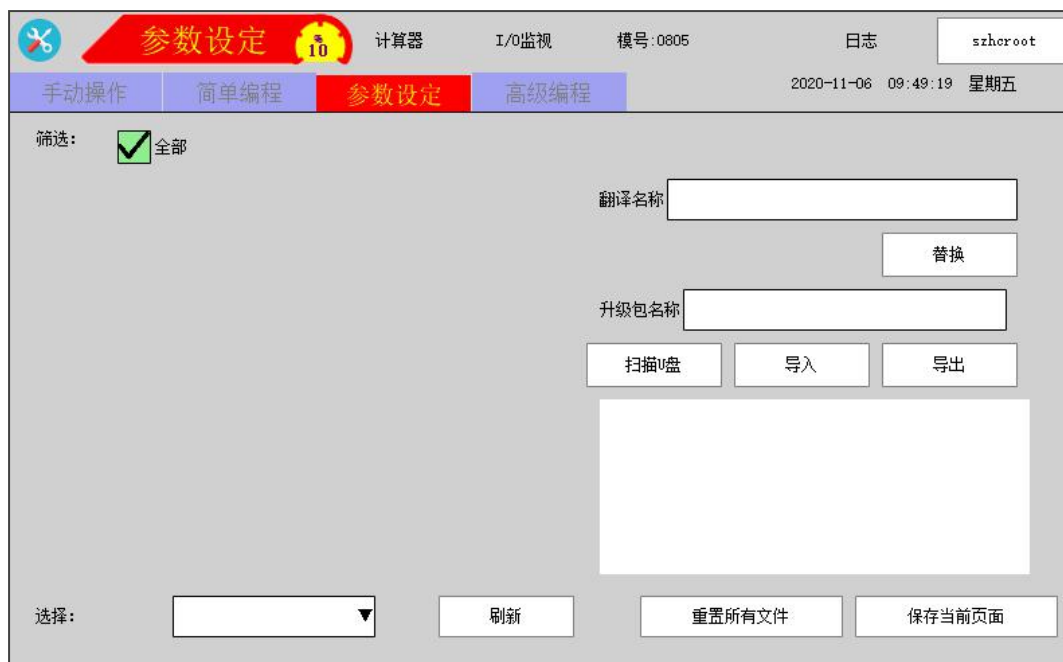 参数设定 10 计算器 I/O监视 模号:0805 日志 szhcroot
手动操作 简单编程 参数设定 高级编程 2020-11-06 09:49:19 星期五
筛选: 全部
翻译名称
替换
升级包名称
扫描U盘 导入 导出
选择: 刷新 重置所有文件 保存当前页面